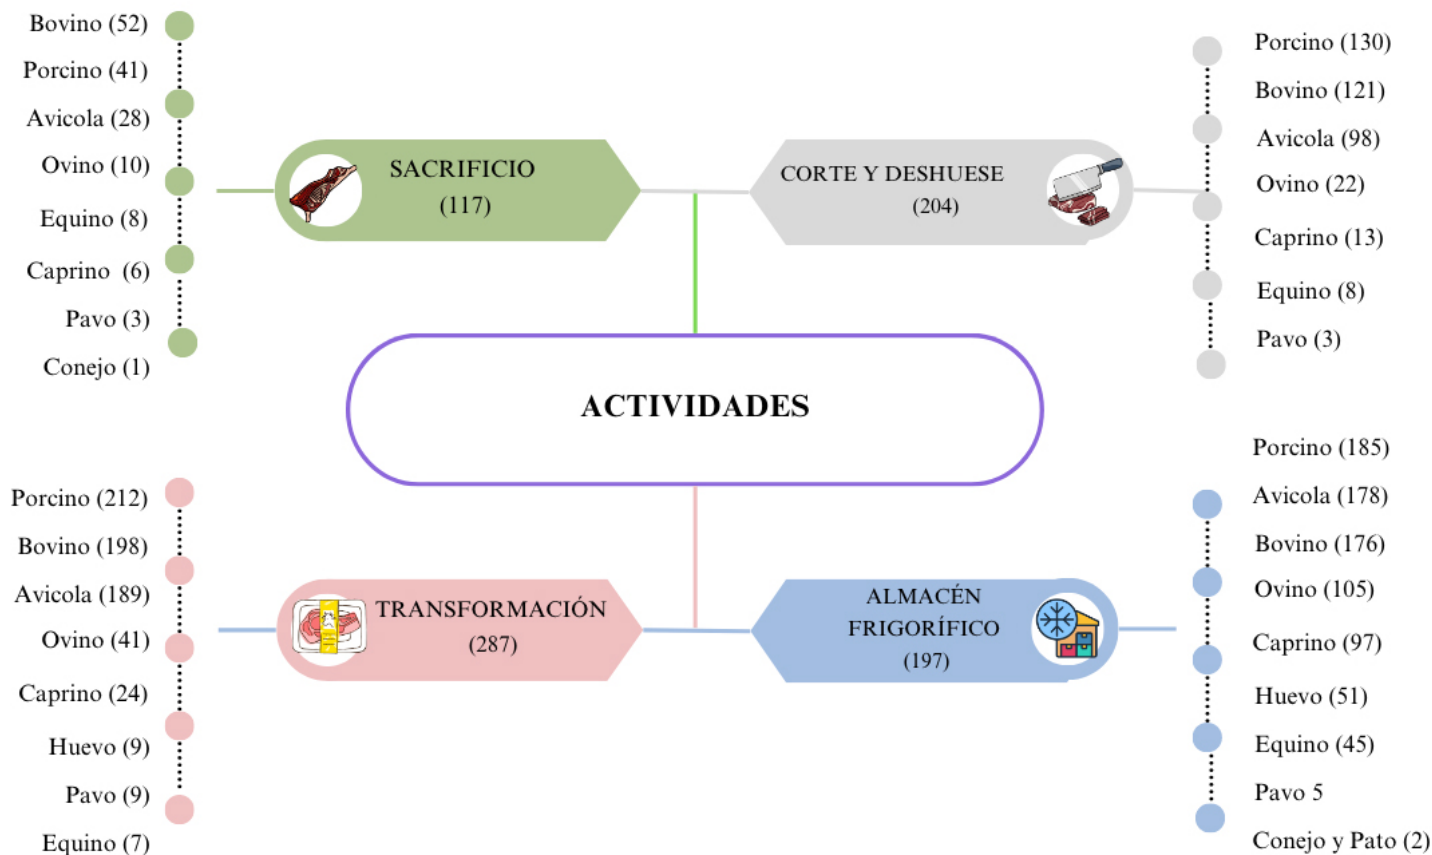 Bovino (52)
Porcino (41)
Avicola (28)
Ovino (10)
Equino (8)
Caprino (6)
Pavo (3)
Conejo (1)
SACRIFICIO
(117)
CORTE Y DESHUESE
(204)
Porcino (130)
Bovino (121)
Avicola (98)
Ovino (22)
Caprino (13)
Equino (8)
Pavo (3)
ACTIVIDADES
Porcino (212)
Bovino (198)
Avicola (189)
Ovino (41)
Caprino (24)
Huevo (9)
Pavo (9)
Equino (7)
TRANSFORMACIÓN
(287)
ALMACÉN
FRIGORÍFICO
(197)
Porcino (185)
Avicola (178)
Bovino (176)
Ovino (105)
Caprino (97)
Huevo (51)
Equino (45)
Pavo 5
Conejo y Pato (2)